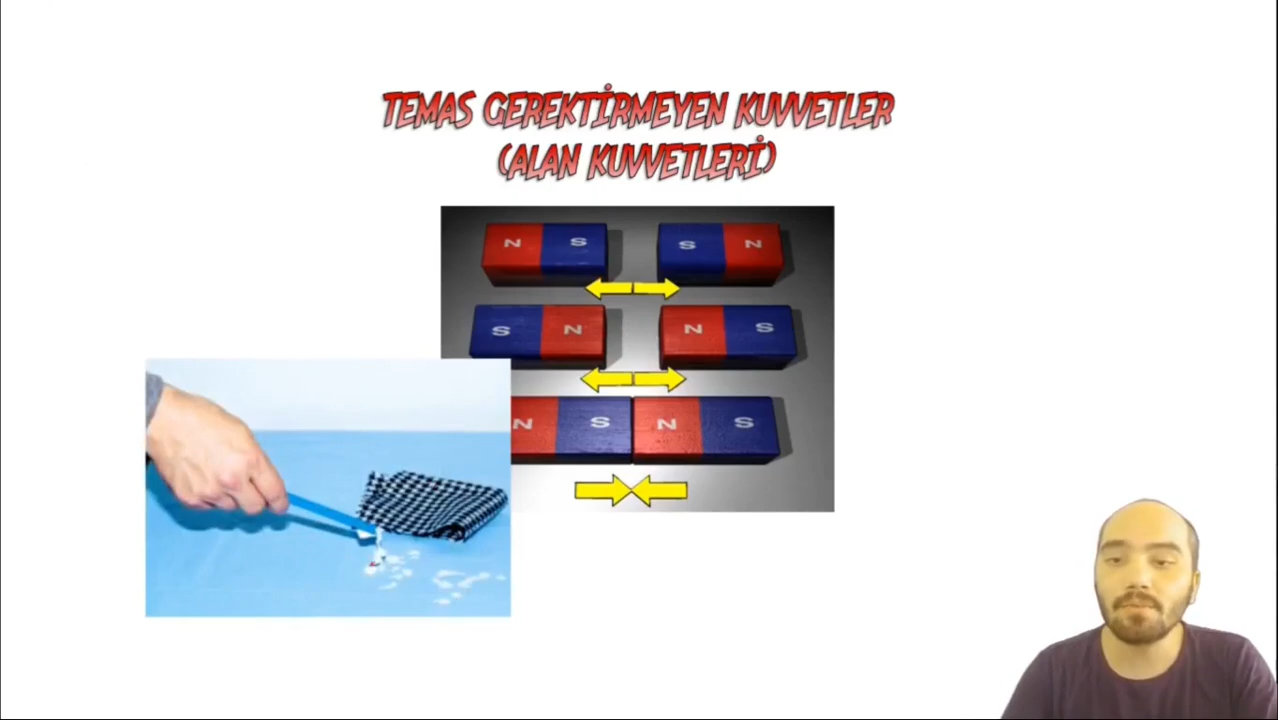 TEMAS GEREKTİRMEYEN KUVVETLER
(ALAN KUVVETLERİ)
N S S N
S N N S
N S N S